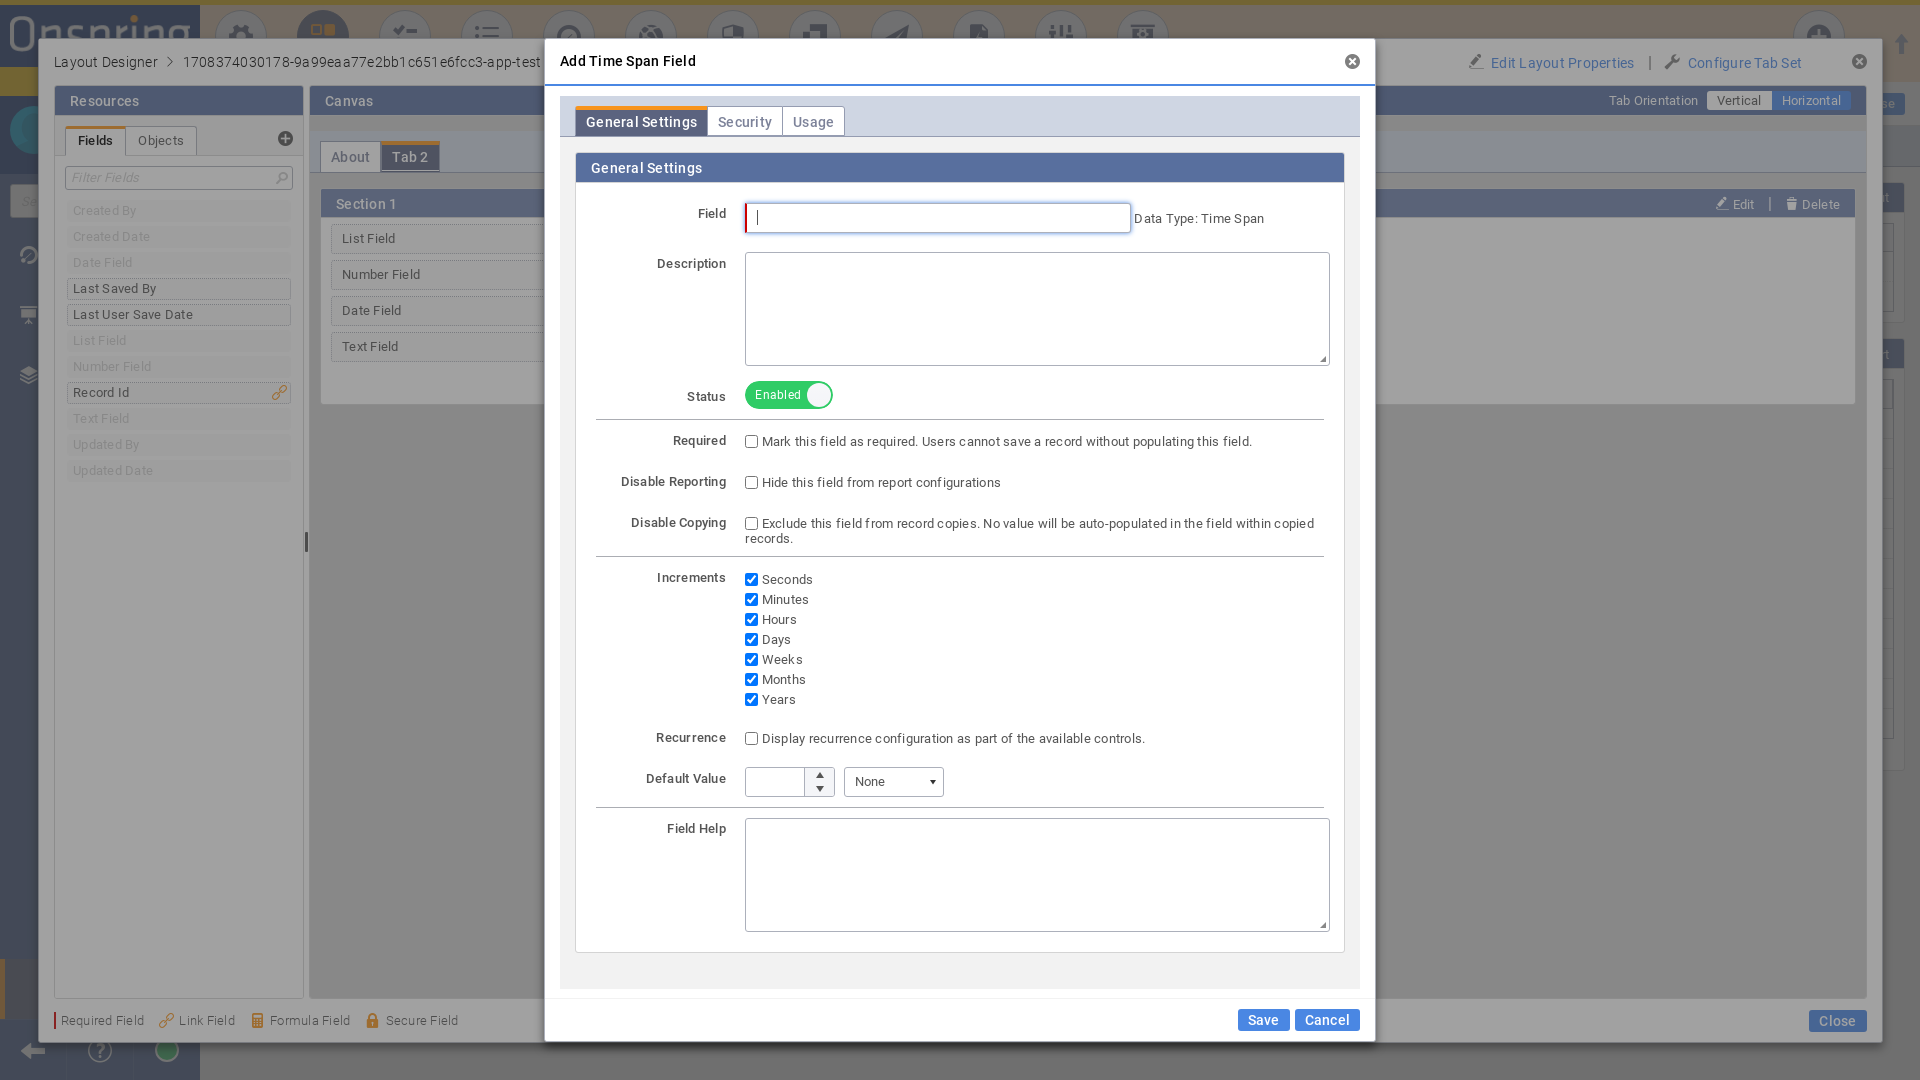 Onspring
Layout Designer > 1708374030178-9a99eaa77e2bb1c651e6fcc3-app-test
Edit Layout Properties | Configure Tab Set
Resources
Fields
Objects
Filter Fields
Created By
Created Date
Date Field
Last Saved By
Last User Save Date
List Field
Number Field
Record Id
Text Field
Updated By
Updated Date
Canvas
Tab Orientation Vertical Horizontal
About
Tab 2
Section 1
Edit | Delete
List Field
Number Field
Date Field
Text Field
Add Time Span Field
General Settings
Security
Usage
General Settings
Field
Data Type: Time Span
Description
Status
Enabled
Required
Mark this field as required. Users cannot save a record without populating this field.
Disable Reporting
Hide this field from report configurations
Disable Copying
Exclude this field from record copies. No value will be auto-populated in the field within copied
records.
Increments
Seconds
Minutes
Hours
Days
Weeks
Months
Years
Recurrence
Display recurrence configuration as part of the available controls.
Default Value
None
Field Help
Save
Cancel
Required Field
Link Field
Formula Field
Secure Field
Close